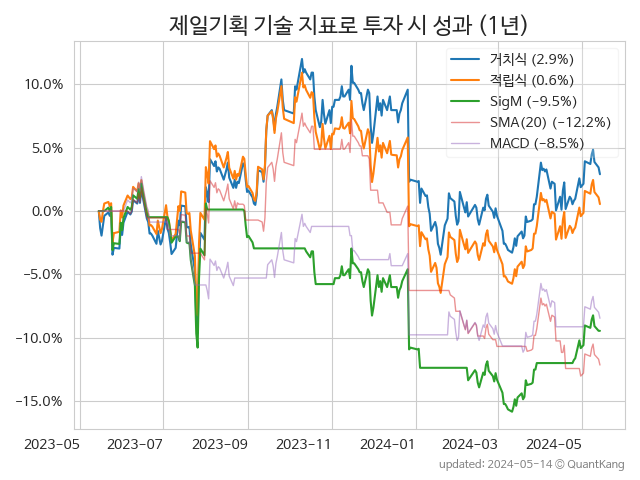 제일기획 기술 지표로 투자 시 성과 (1년)
거치식 (2.9%)
적립식 (0.6%)
SigM (−9.5%)
SMA(20) (−12.2%)
MACD (−8.5%)
10.0%
5.0%
0.0%
−5.0%
−10.0%
−15.0%
2023-05 2023-07 2023-09 2023-11 2024-01 2024-03 2024-05
updated: 2024-05-14 © QuantKang